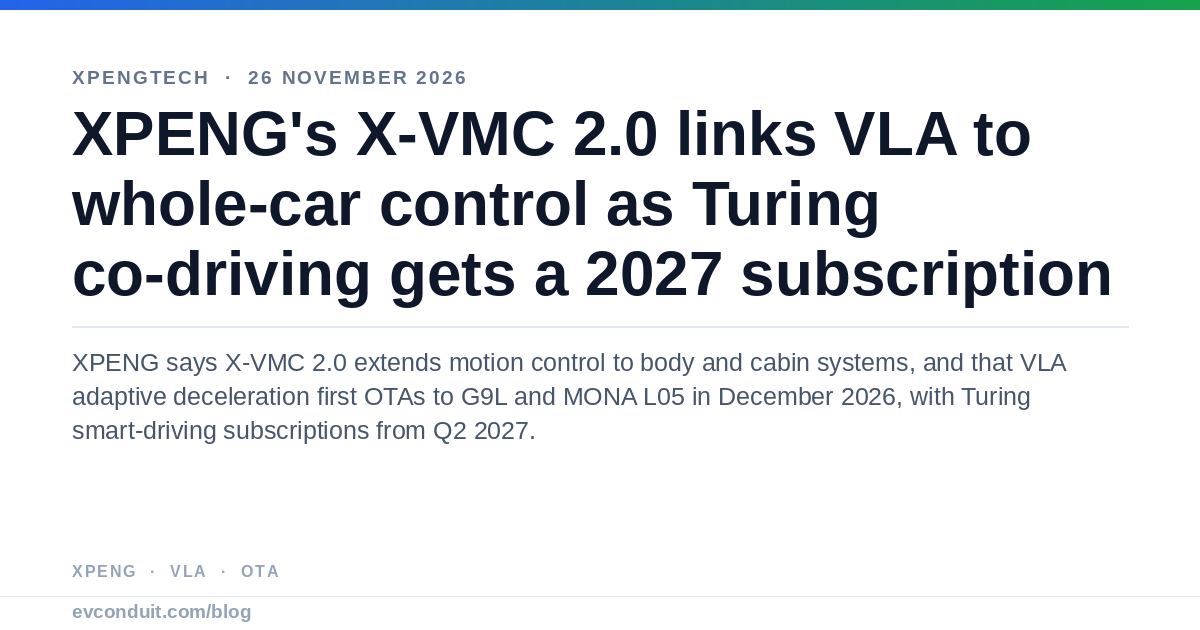 XPENGTECH · 26 NOVEMBER 2026
XPENG's X-VMC 2.0 links VLA to
whole-car control as Turing
co-driving gets a 2027 subscription
XPENG says X-VMC 2.0 extends motion control to body and cabin systems, and that VLA
adaptive deceleration first OTAs to G9L and MONA L05 in December 2026, with Turing
smart-driving subscriptions from Q2 2027.
XPENG · VLA · OTA
evconduit.com/blog